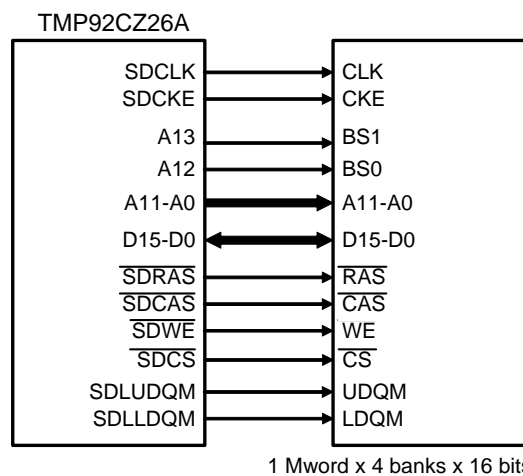 TMP92CZ26A
SDCLK CLK
SDCKE CKE
A13 BS1
A12 BS0
A11-A0 A11-A0
D15-D0 D15-D0
SDRAS RAS
SDCAS CAS
SDWE WE
SDCS CS
SDLUDQM UDQM
SDLLDQM LDQM
1 Mword x 4 banks x 16 bits